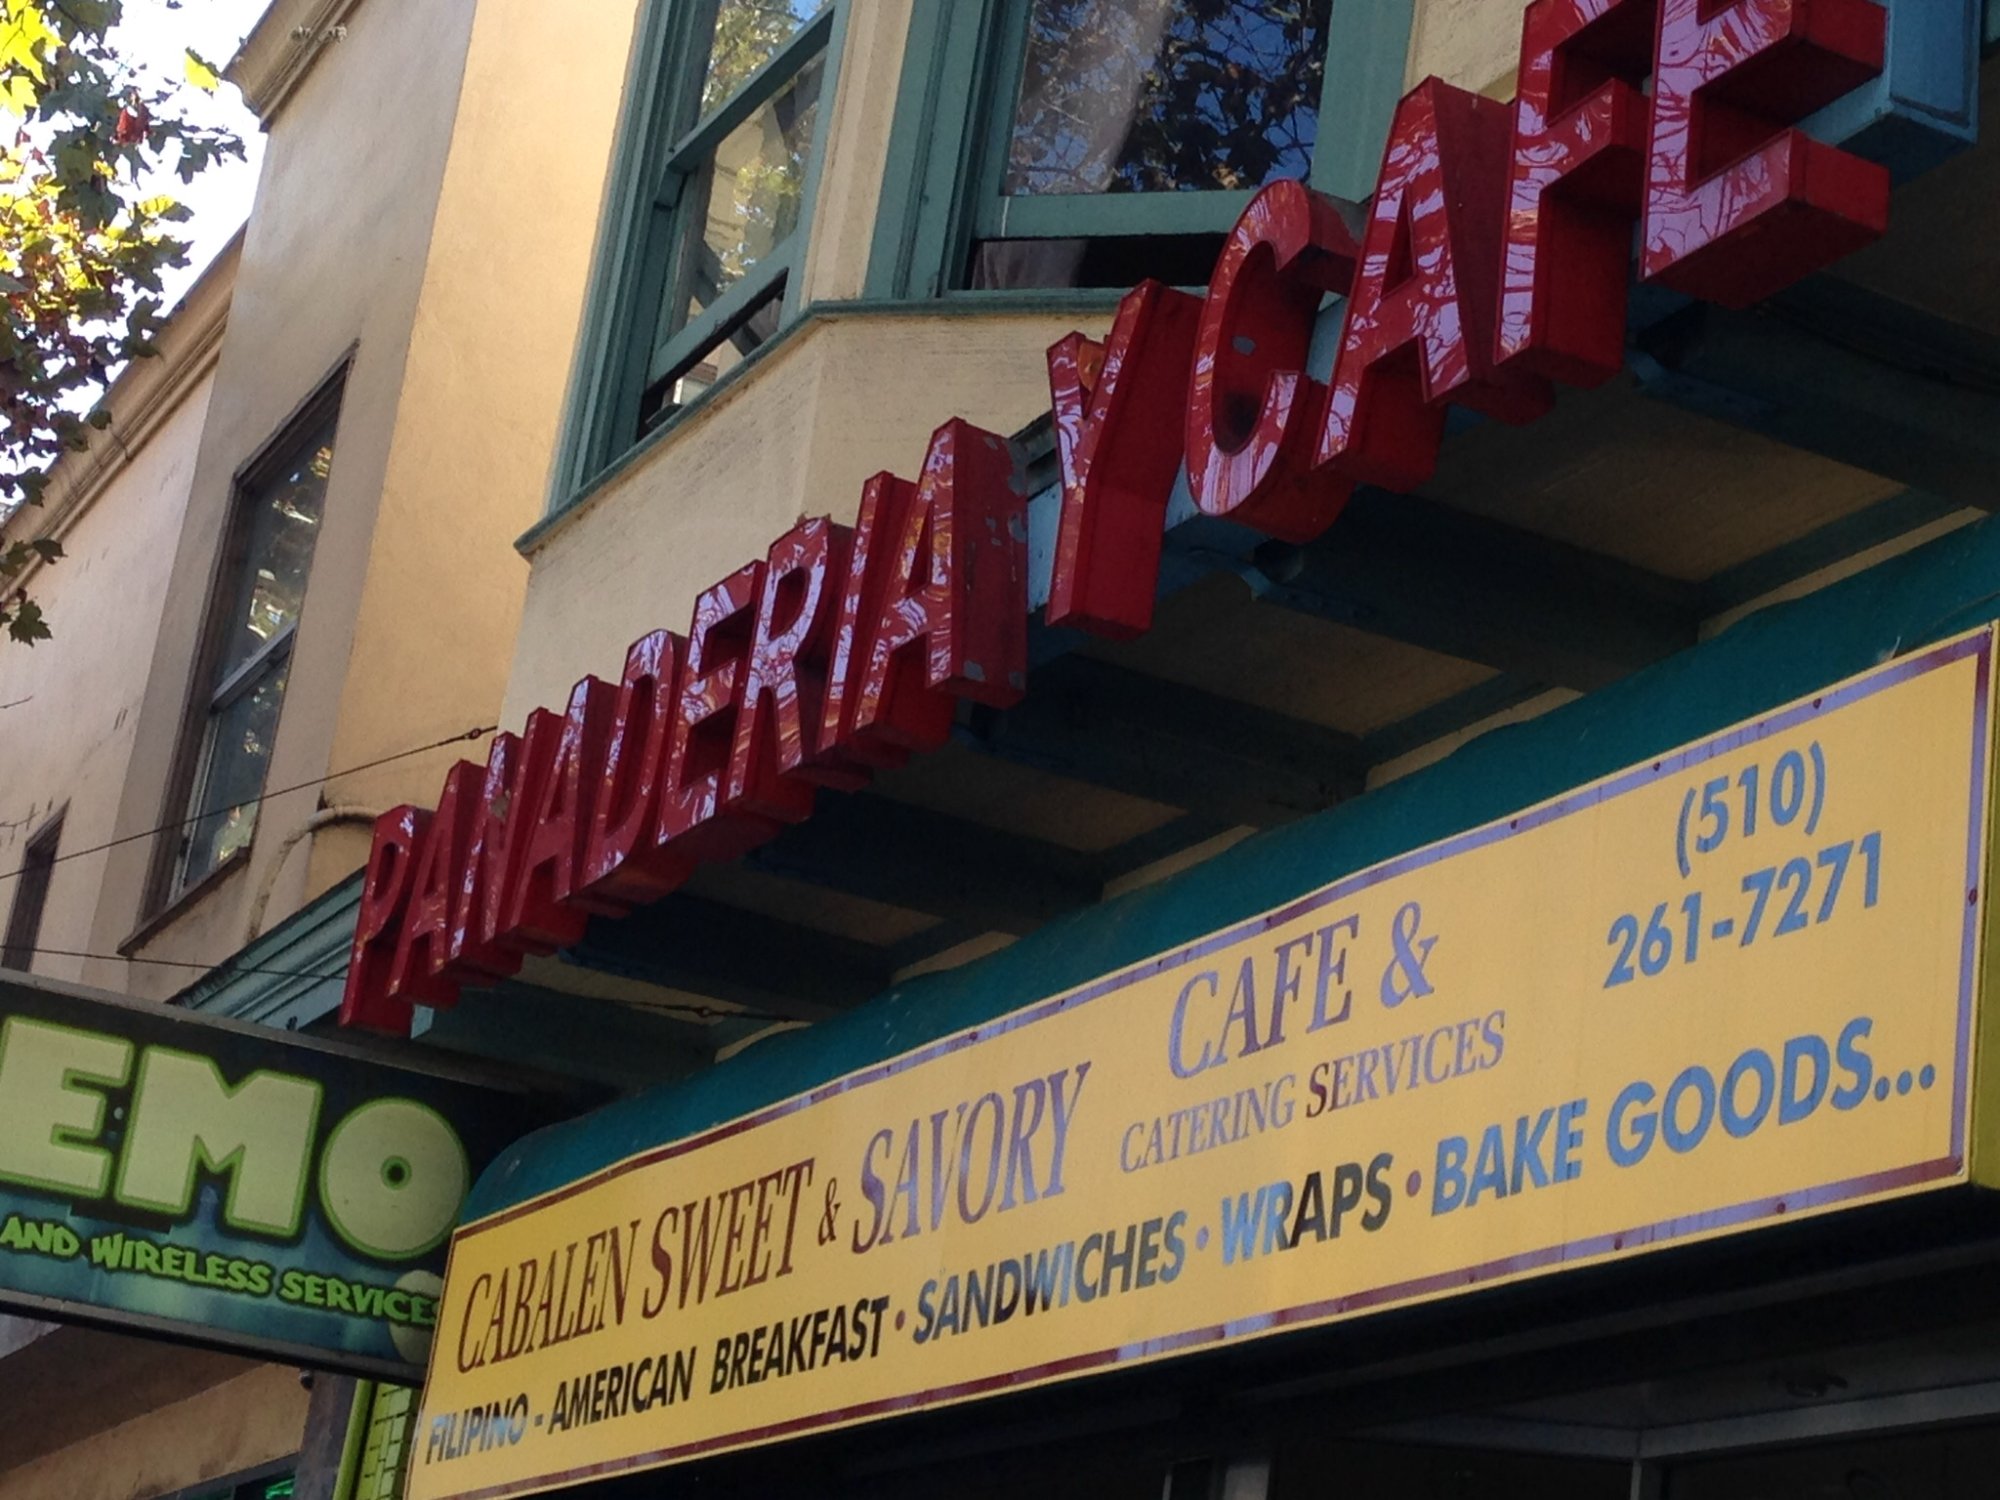 PANADERIA Y CAFE
(510)
261-7271
CABALEN SWEET & SAVORY CAFE &
CATERING SERVICES
FILIPINO - AMERICAN BREAKFAST • SANDWICHES • WRAPS • BAKE GOODS...
EMO
AND WIRELESS SERVICES